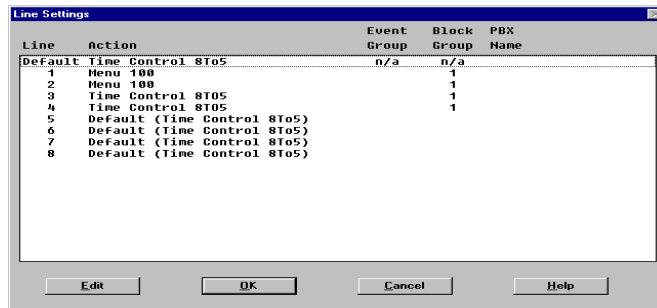 Line Settings
Event Block PBX
Line Action Group Group Name
Default Time Control 8To5 n/a n/a
1 Menu 100 1
2 Menu 100 1
3 Time Control 8To5 1
4 Time Control 8To5 1
5 Default (Time Control 8To5)
6 Default (Time Control 8To5)
7 Default (Time Control 8To5)
8 Default (Time Control 8To5)
Edit OK Cancel Help